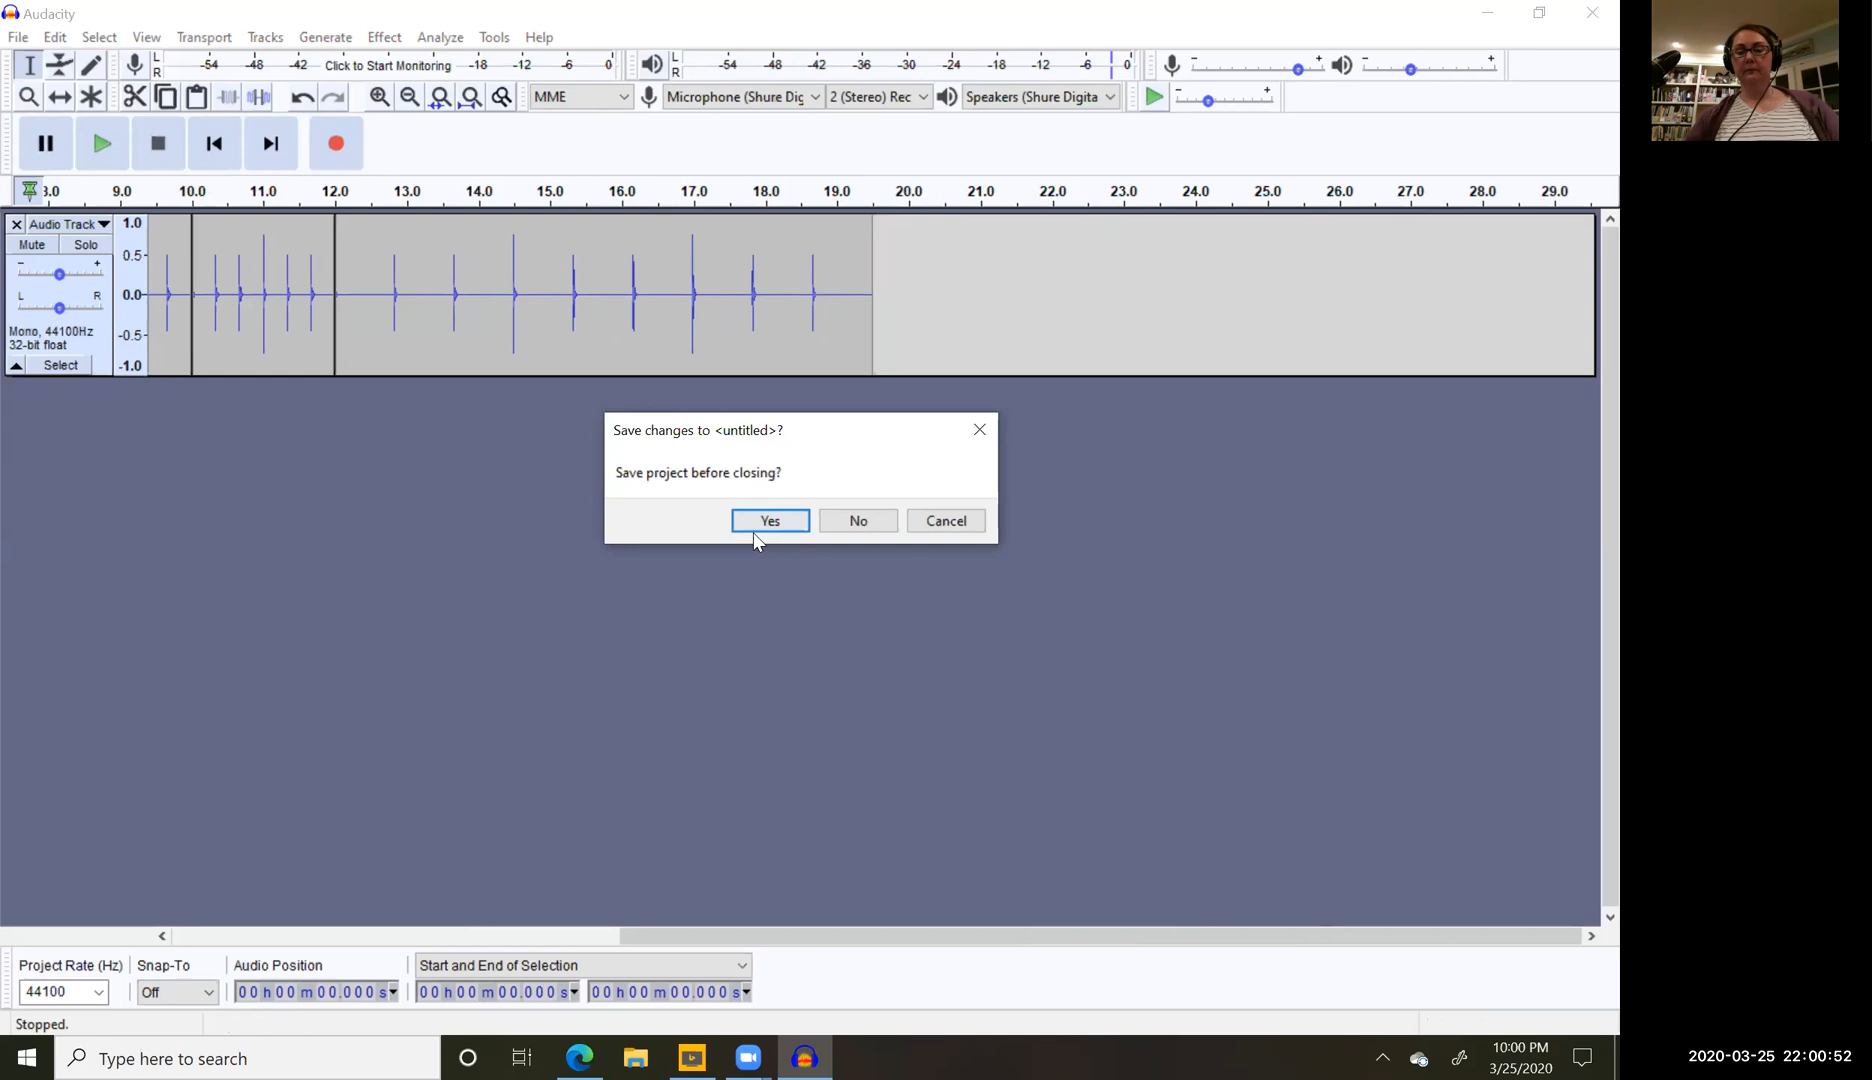 Audacity
File Edit Select View Transport Tracks Generate Effect Analyze Tools Help
L R -54 -48 -42 Click to Start Monitoring -18 -12 -6 0 L R -54 -48 -42 -36 -30 -24 -18 -12 -6 0 - + - +
MME Microphone (Shure Dig 2 (Stereo) Rec Speakers (Shure Digita - +
9.0 10.0 11.0 12.0 13.0 14.0 15.0 16.0 17.0 18.0 19.0 20.0 21.0 22.0 23.0 24.0 25.0 26.0 27.0 28.0 29.0
Audio Track 1.0
Mute Solo
0.5
- +
L R 0.0
Mono, 44100Hz
-0.5
32-bit float
Select -1.0
Save changes to <untitled>?
Save project before closing?
Yes No Cancel
Project Rate (Hz) Snap-To Audio Position Start and End of Selection
44100 Off 00 h 00 m 00.000 s 00 h 00 m 00.000 s 00 h 00 m 00.000 s
Stopped.
Type here to search
10:00 PM
3/25/2020
2020-03-25 22:00:52